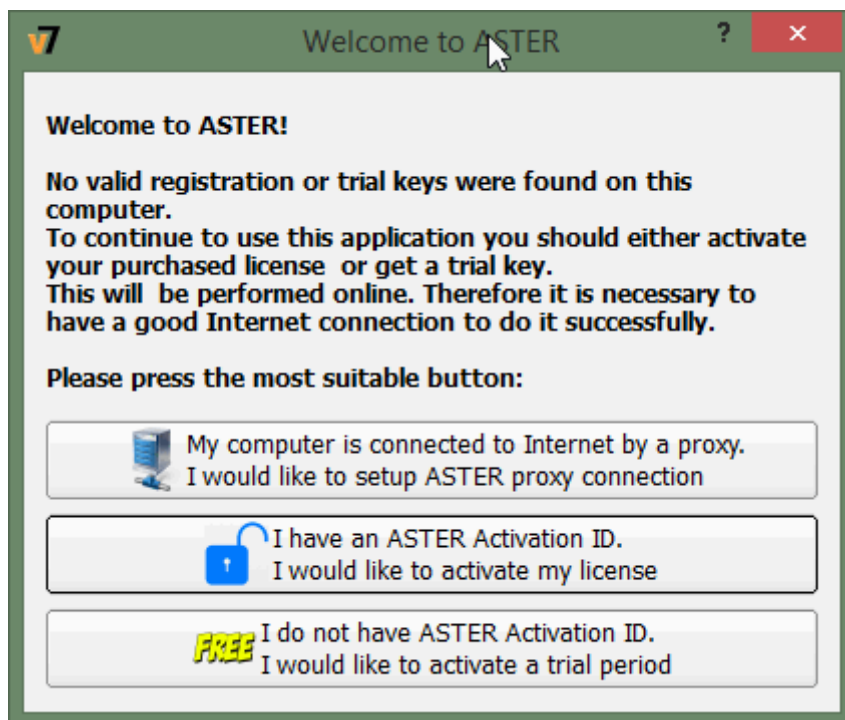 v7
Welcome to ASTER
?
Welcome to ASTER!
No valid registration or trial keys were found on this
computer.
To continue to use this application you should either activate
your purchased license  or get a trial key.
This will  be performed online. Therefore it is necessary to
have a good Internet connection to do it successfully.
Please press the most suitable button:
My computer is connected to Internet by a proxy.
I would like to setup ASTER proxy connection
I have an ASTER Activation ID.
I would like to activate my license
FREE
I do not have ASTER Activation ID.
I would like to activate a trial period